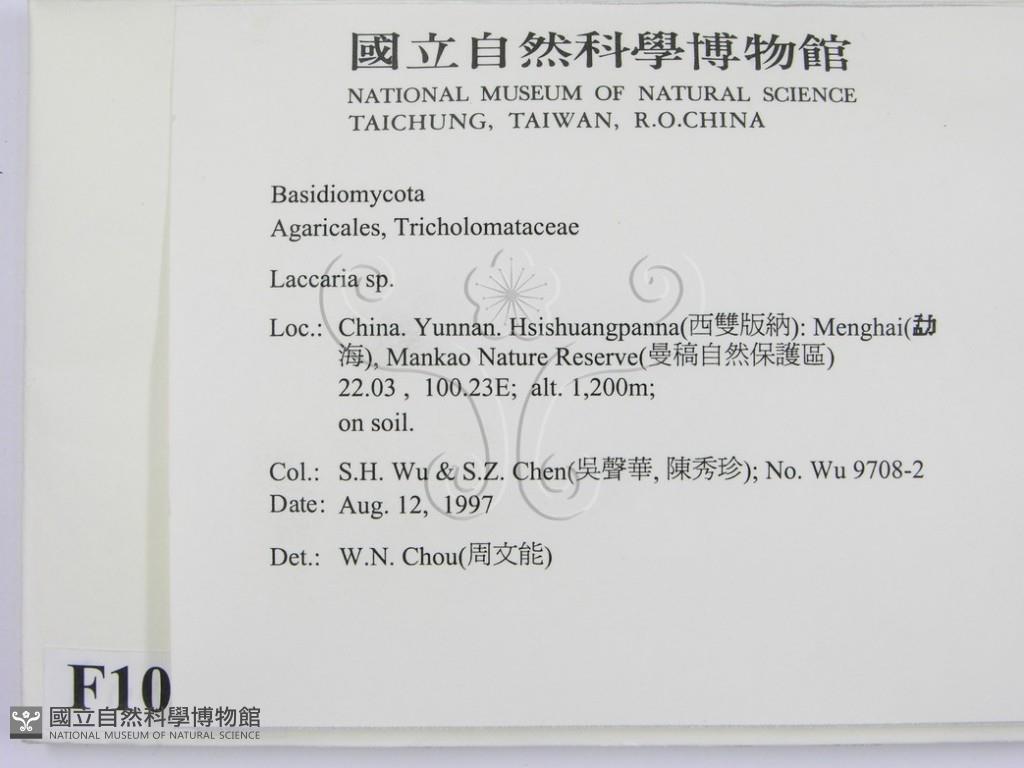 國立自然科學博物館
NATIONAL MUSEUM OF NATURAL SCIENCE
TAICHUNG, TAIWAN, R.O.CHINA
Basidiomycota
Agaricales, Tricholomataceae
Laccaria sp.
Loc.: China. Yunnan. Hsishuangpanna(西雙版納): Menghai(勐
海), Mankao Nature Reserve(曼稿自然保護區)
22.03 , 100.23E; alt. 1,200m;
on soil.
Col.: S.H. Wu & S.Z. Chen(吳聲華, 陳秀珍); No. Wu 9708-2
Date: Aug. 12, 1997
Det.: W.N. Chou(周文能)
F10
國立自然科學博物館
NATIONAL MUSEUM OF NATURAL SCIENCE